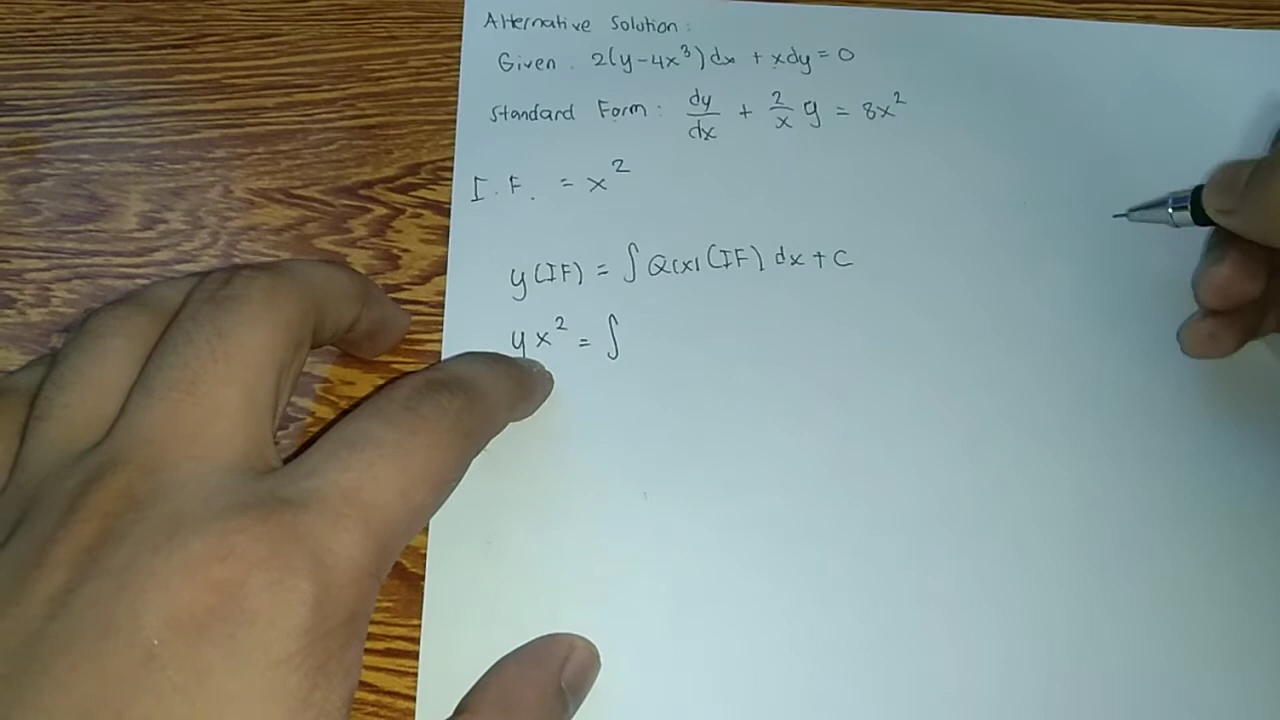 Alternative Solution:
Given: 2(y-4x³)dx + xdy = 0
Standard Form: dy/dx + 2/x y = 8x²
I.F. = x²
y(IF) = ∫Q(x)(IF) dx + C
yx² = ∫